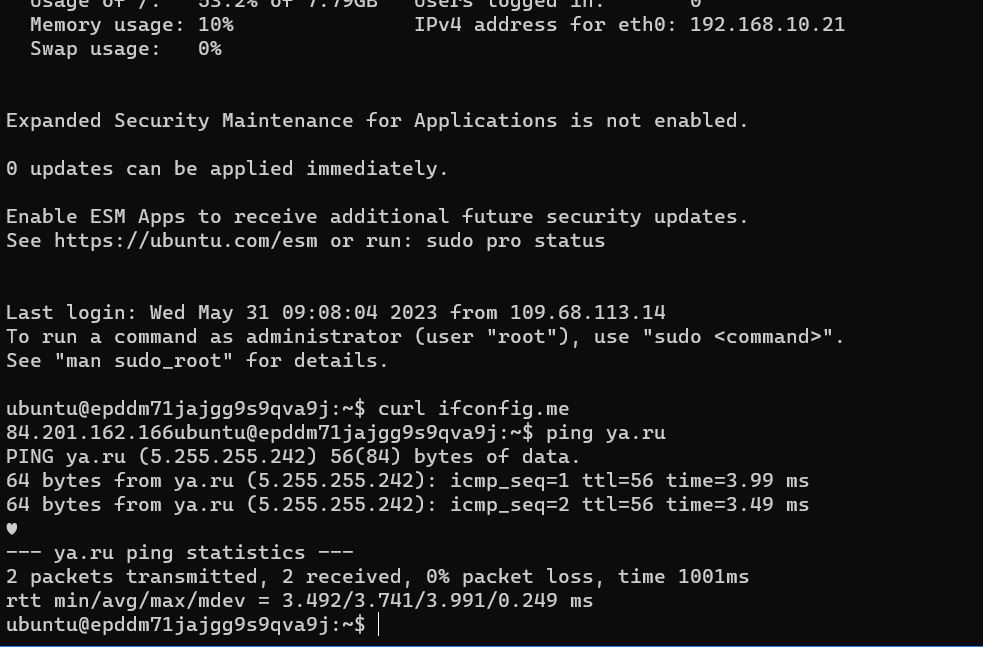 Usage of /:   53.2% of 7.79GB   Users logged in:       0
  Memory usage: 10%               IPv4 address for eth0: 192.168.10.21
  Swap usage:   0%
Expanded Security Maintenance for Applications is not enabled.
0 updates can be applied immediately.
Enable ESM Apps to receive additional future security updates.
See https://ubuntu.com/esm or run: sudo pro status
Last login: Wed May 31 09:08:04 2023 from 109.68.113.14
To run a command as administrator (user "root"), use "sudo <command>".
See "man sudo_root" for details.
ubuntu@epddm71jajgg9s9qva9j:~$ curl ifconfig.me
84.201.162.166ubuntu@epddm71jajgg9s9qva9j:~$ ping ya.ru
PING ya.ru (5.255.255.242) 56(84) bytes of data.
64 bytes from ya.ru (5.255.255.242): icmp_seq=1 ttl=56 time=3.99 ms
64 bytes from ya.ru (5.255.255.242): icmp_seq=2 ttl=56 time=3.49 ms
♥
--- ya.ru ping statistics ---
2 packets transmitted, 2 received, 0% packet loss, time 1001ms
rtt min/avg/max/mdev = 3.492/3.741/3.991/0.249 ms
ubuntu@epddm71jajgg9s9qva9j:~$